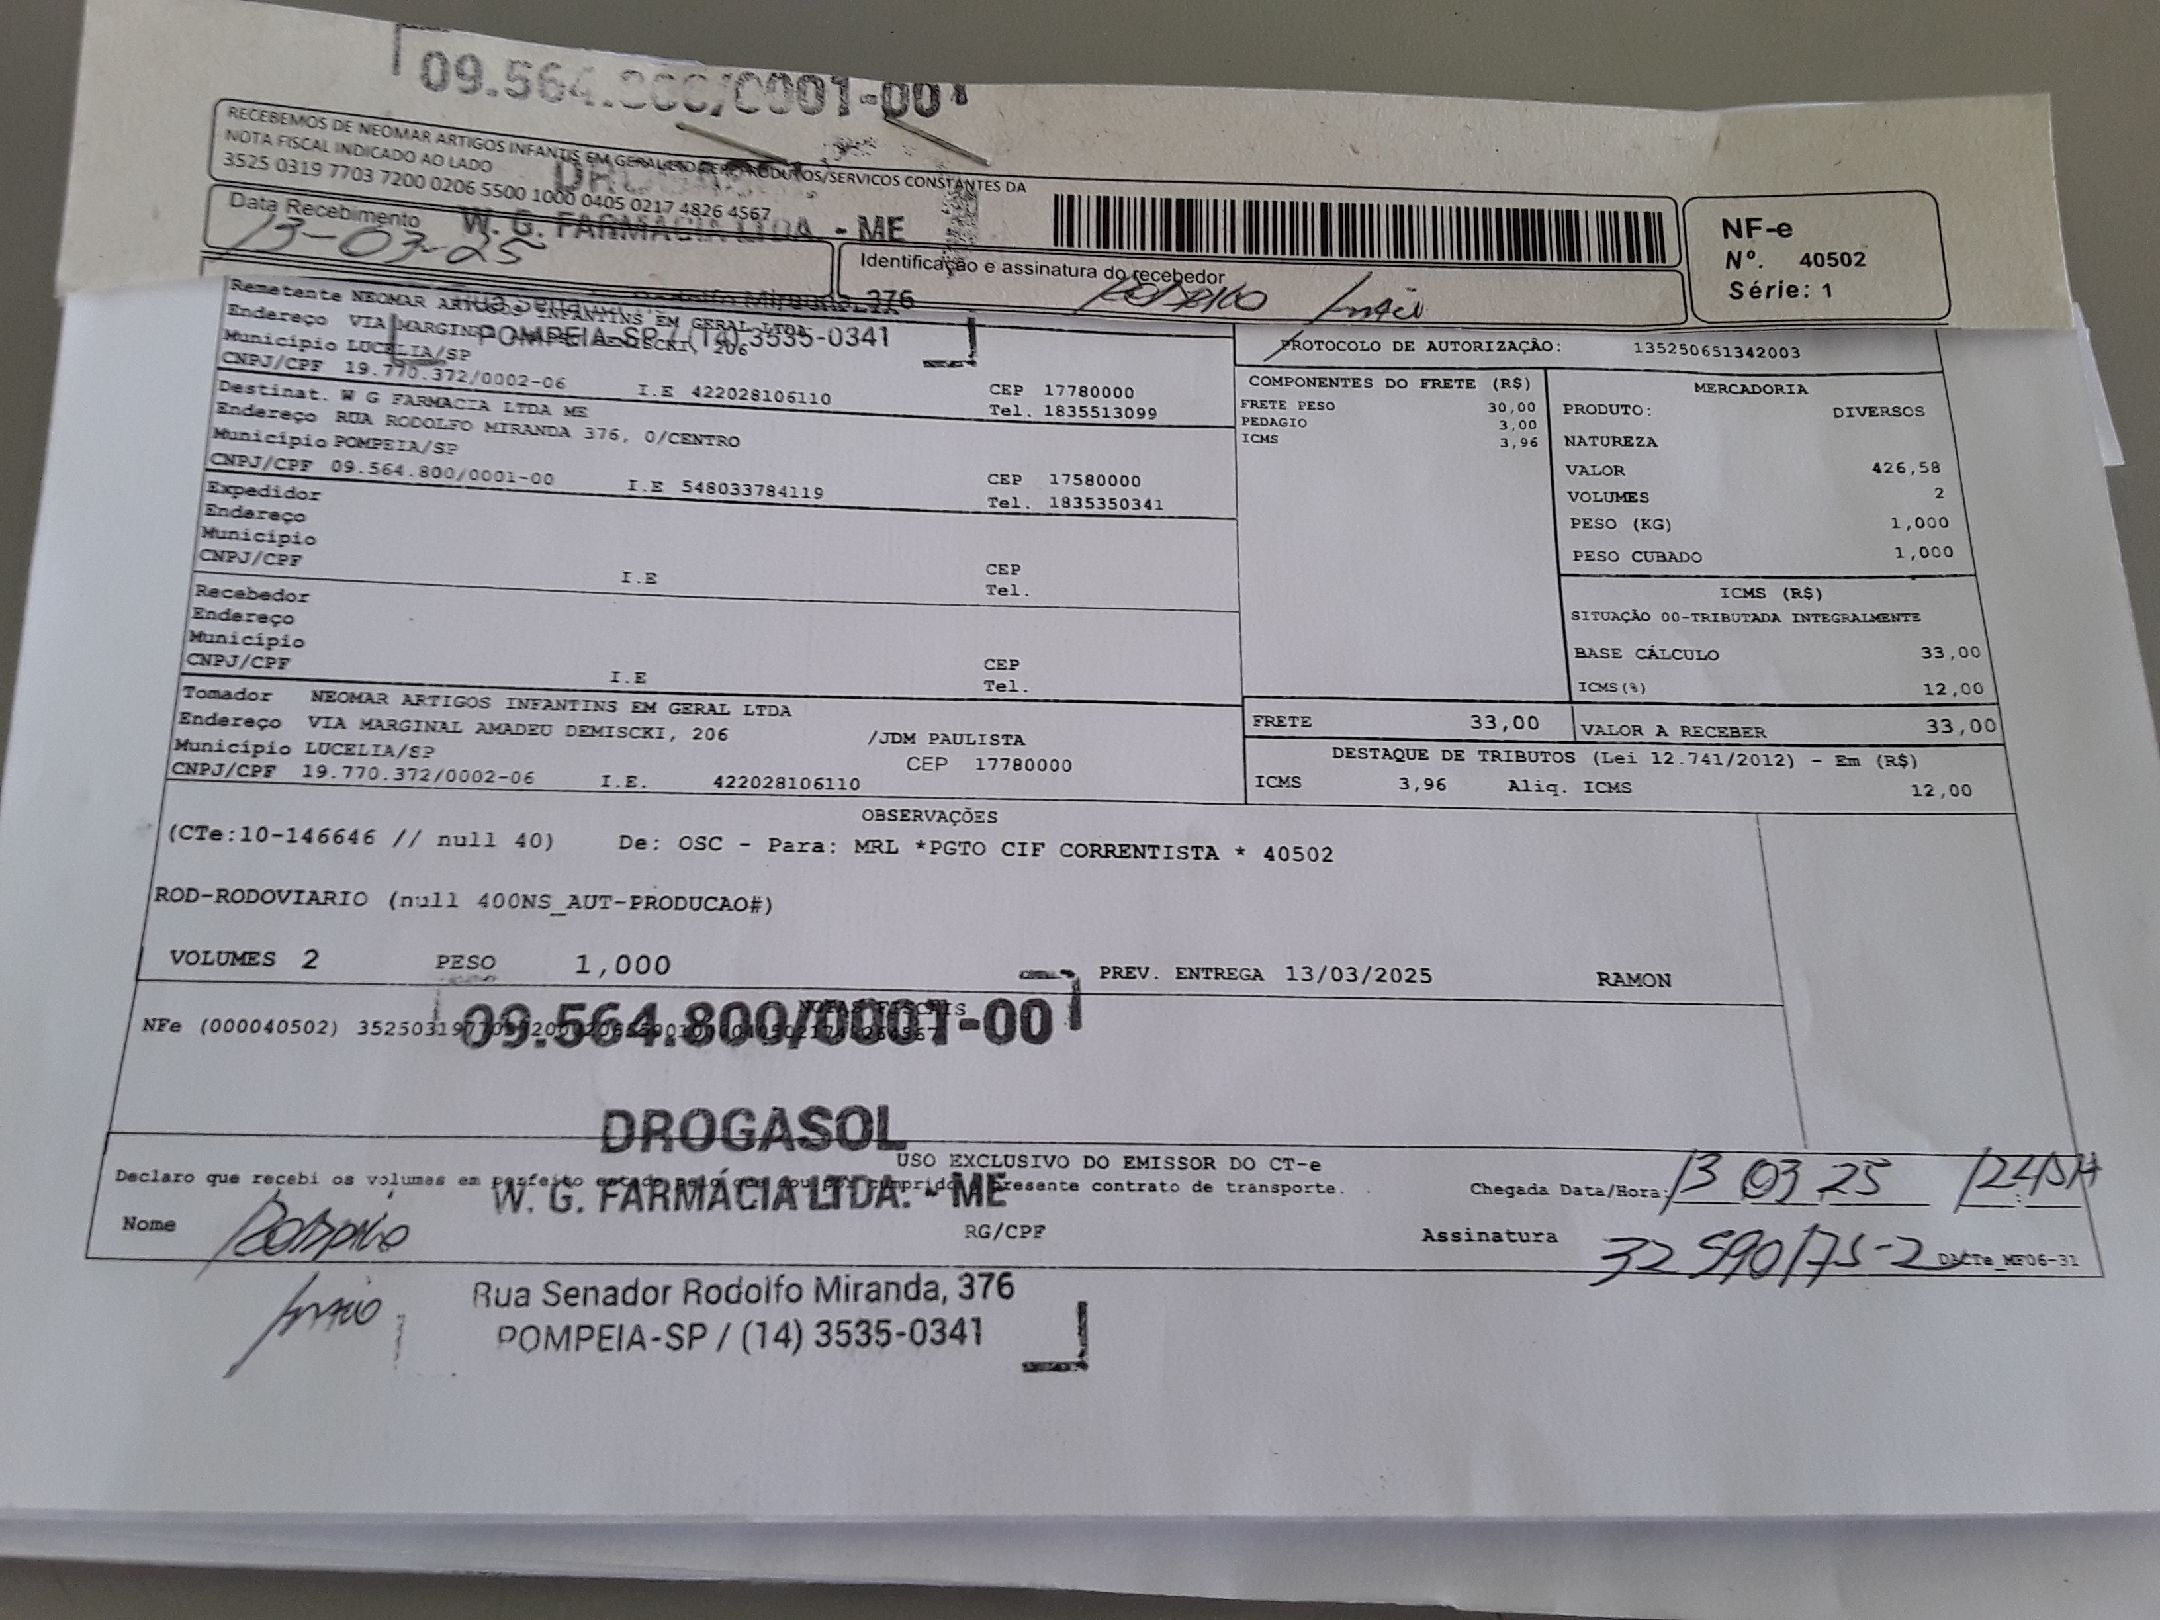 09.564.
RECEBEMOS DE NEOMAR ARTIGOS INFANTIS EM GERAL PRODUTOS/SERVICOS CONSTANTES DA
NOTA FISCAL INDICADO AO LADO
3525 0319 7703 7200 0206 5500 1000 0405 0217 4826 4567
W. G. FARMACIA LTDA. - ME
Data Recebimento
13-03-25
Identificação e assinatura do recebedor
NF-e
Nº. 40502
Série: 1
Rodolfo Miranda, 376
POMPEIA-SP / (14) 3535-0341
Remetente NEOMAR ARTIGOS INFANTINS EM GERAL LTDA
Endereço VIA MARGINAL DEMISCKI, 206
Município LUCELIA/SP
CNPJ/CPF 19.770.372/0002-06 I.E 422028106110 CEP 17780000
Tel. 1835513099
Destinat. W G FARMACIA LTDA ME
Endereço RUA RODOLFO MIRANDA 376, 0/CENTRO
Município POMPEIA/SP
CNPJ/CPF 09.564.800/0001-00 I.E 548033784119 CEP 17580000
Tel. 1835350341
Expedidor
Endereço
Município
CNPJ/CPF I.E CEP
Tel.
Recebedor
Endereço
Município
CNPJ/CPF I.E CEP
Tel.
Tomador NEOMAR ARTIGOS INFANTINS EM GERAL LTDA
Endereço VIA MARGINAL AMADEU DEMISCKI, 206 /JDM PAULISTA
Município LUCELIA/SP CEP 17780000
CNPJ/CPF 19.770.372/0002-06 I.E. 422028106110
PROTOCOLO DE AUTORIZAÇÃO: 135250651342003
COMPONENTES DO FRETE (R$)
FRETE PESO 30,00
PEDAGIO 3,00
ICMS 3,96
MERCADORIA
PRODUTO: DIVERSOS
NATUREZA
VALOR 426,58
VOLUMES 2
PESO (KG) 1,000
PESO CUBADO 1,000
ICMS (R$)
SITUAÇÃO 00-TRIBUTADA INTEGRALMENTE
BASE CÁLCULO 33,00
ICMS(%) 12,00
FRETE 33,00 VALOR A RECEBER 33,00
DESTAQUE DE TRIBUTOS (Lei 12.741/2012) - Em (R$)
ICMS 3,96 Aliq. ICMS 12,00
OBSERVAÇÕES
(CTe:10-146646 // null 40) De: OSC - Para: MRL *PGTO CIF CORRENTISTA * 40502
ROD-RODOVIARIO (null 400NS_AUT-PRODUCAO#)
VOLUMES 2 PESO 1,000 PREV. ENTREGA 13/03/2025 RAMON
NFe (000040502)
09.564.800/0001-00
DROGASOL
W. G. FARMÁCIA LTDA. - ME
Rua Senador Rodolfo Miranda, 376
POMPEIA-SP / (14) 3535-0341
USO EXCLUSIVO DO EMISSOR DO CT-e
Declaro que recebi os volumes em perfeito presente contrato de transporte.
Chegada Data/Hora: 13 03 25
Nome
RG/CPF
Assinatura 32590175-2
DACTe_MF06-31